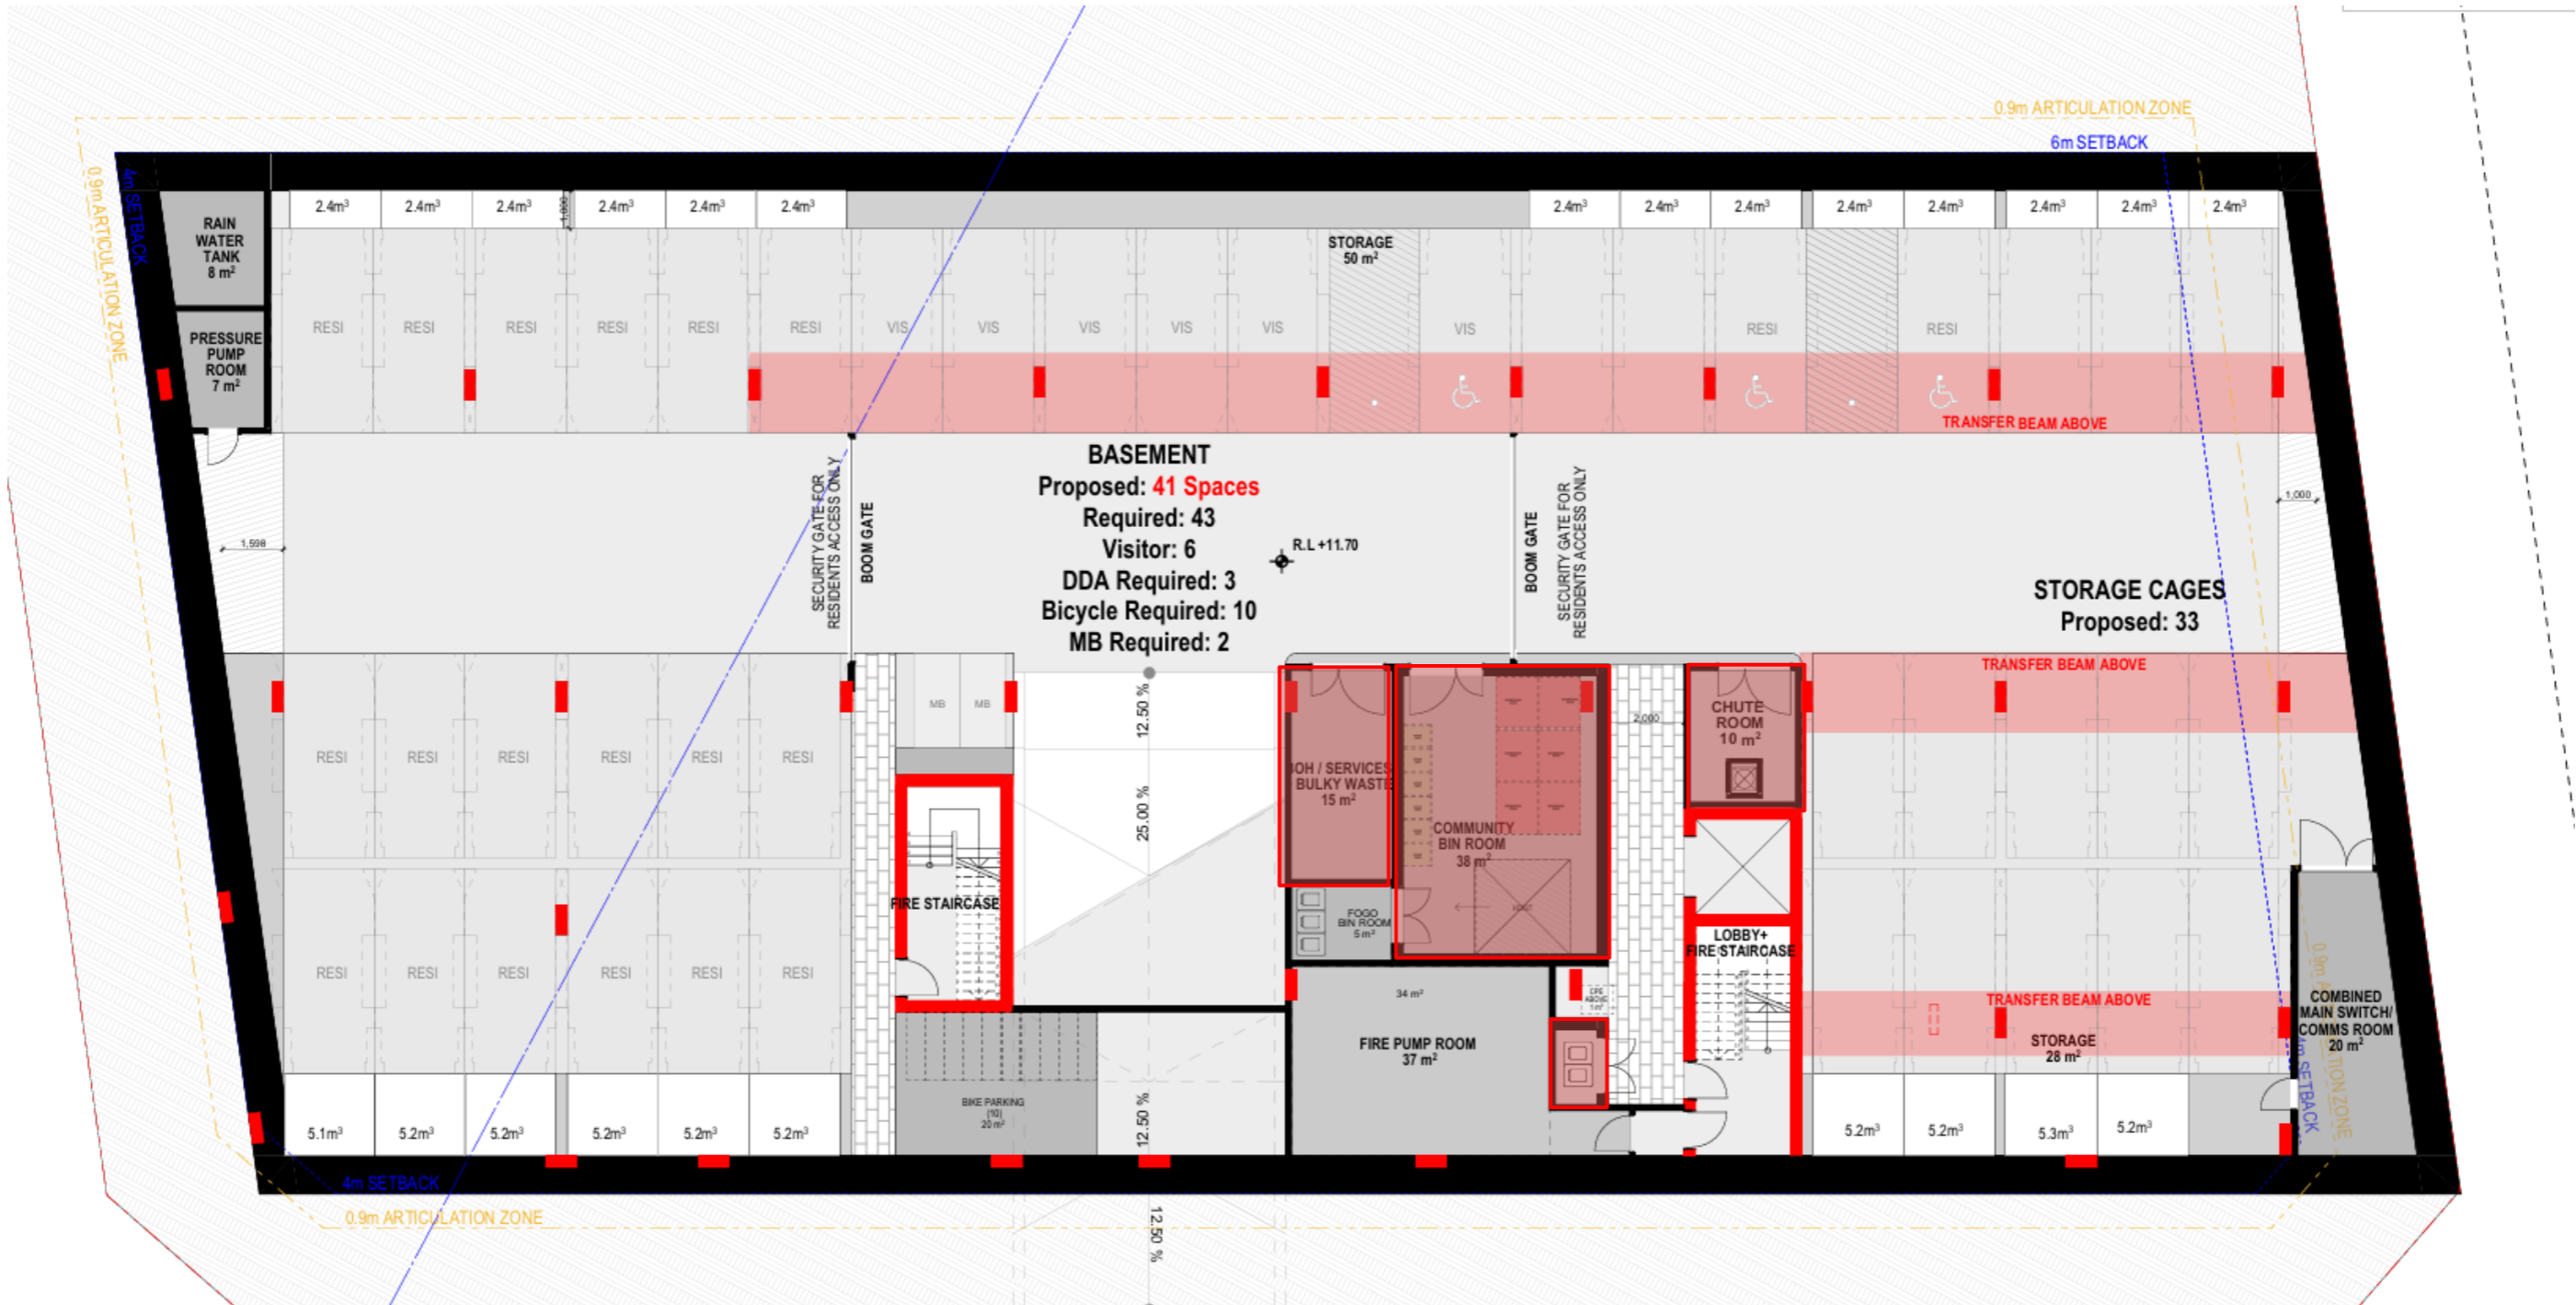 0.9m ARTICULATION ZONE
6m SETBACK
4m SETBACK
0.9m ARTICULATION ZONE
RAIN
WATER
TANK
8 m²
2.4m³
2.4m³
2.4m³
1,000
2.4m³
2.4m³
2.4m³
2.4m³
2.4m³
2.4m³
2.4m³
2.4m³
2.4m³
2.4m³
2.4m³
STORAGE
50 m²
PRESSURE
PUMP
ROOM
7 m²
RESI
RESI
RESI
RESI
RESI
RESI
VIS
VIS
VIS
VIS
VIS
VIS
RESI
RESI
TRANSFER BEAM ABOVE
SECURITY GATE FOR
RESIDENTS ACCESS ONLY
BOOM GATE
BASEMENT
Proposed: 41 Spaces
Required: 43
Visitor: 6
DDA Required: 3
Bicycle Required: 10
MB Required: 2
R.L +11.70
BOOM GATE
SECURITY GATE FOR
RESIDENTS ACCESS ONLY
1,598
1,000
STORAGE CAGES
Proposed: 33
TRANSFER BEAM ABOVE
MB
MB
12.50 %
25.00 %
12.50 %
12.50 %
2,000
CHUTE
ROOM
10 m²
RESI
RESI
RESI
RESI
RESI
RESI
BOH / SERVICES
BULKY WASTE
15 m²
COMMUNITY
BIN ROOM
38 m²
FIRE STAIRCASE
FOGO
BIN ROOM
5 m²
LOBBY+
FIRE STAIRCASE
RESI
RESI
RESI
RESI
RESI
RESI
34 m²
ABOVE
FIRE PUMP ROOM
37 m²
TRANSFER BEAM ABOVE
STORAGE
28 m²
COMBINED
MAIN SWITCH/
COMMS ROOM
20 m²
0.9m ARTICULATION ZONE
4m SETBACK
BIKE PARKING
(10)
20 m²
5.1m³
5.2m³
5.2m³
5.2m³
5.2m³
5.2m³
5.2m³
5.2m³
5.3m³
5.2m³
4m SETBACK
0.9m ARTICULATION ZONE